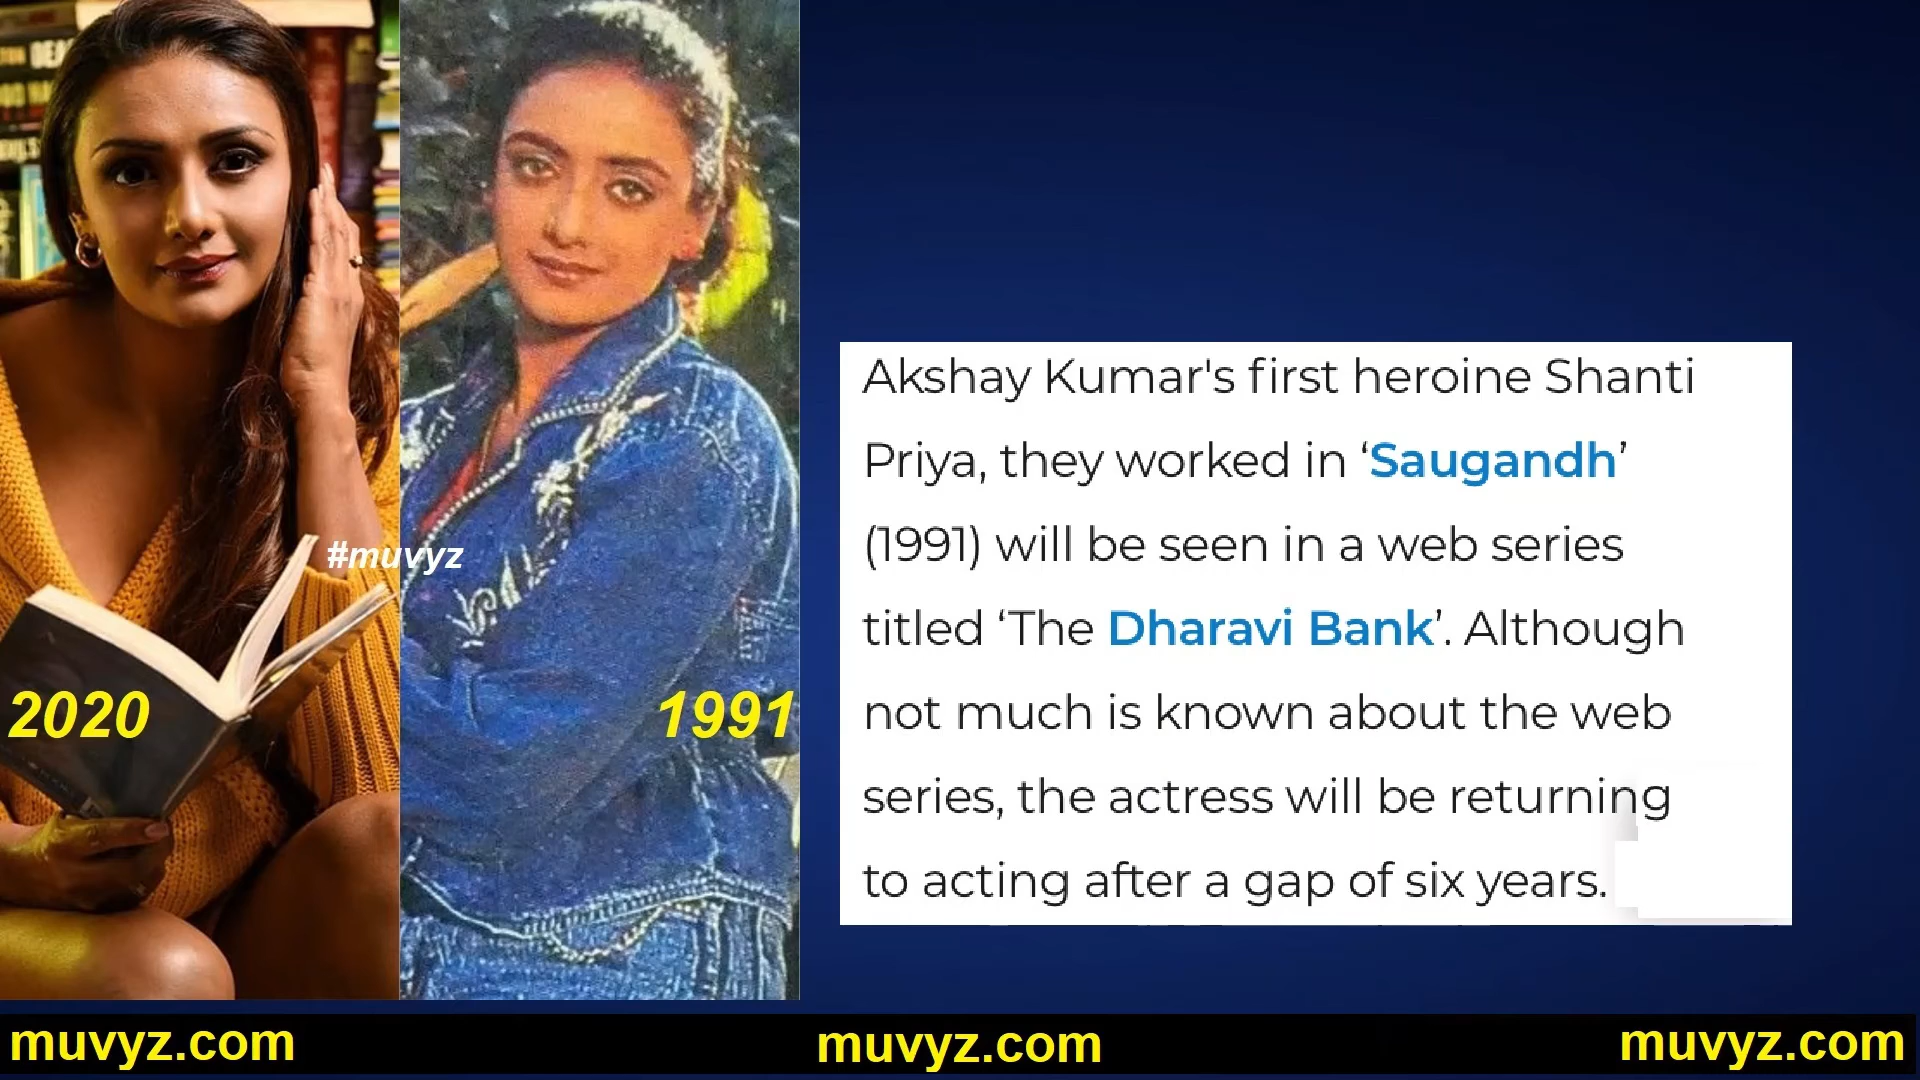 #muvyz
2020
1991
Akshay Kumar's first heroine Shanti
Priya, they worked in ‘Saugandh’
(1991) will be seen in a web series
titled ‘The Dharavi Bank’. Although
not much is known about the web
series, the actress will be returning
to acting after a gap of six years.
muvyz.com
muvyz.com
muvyz.com